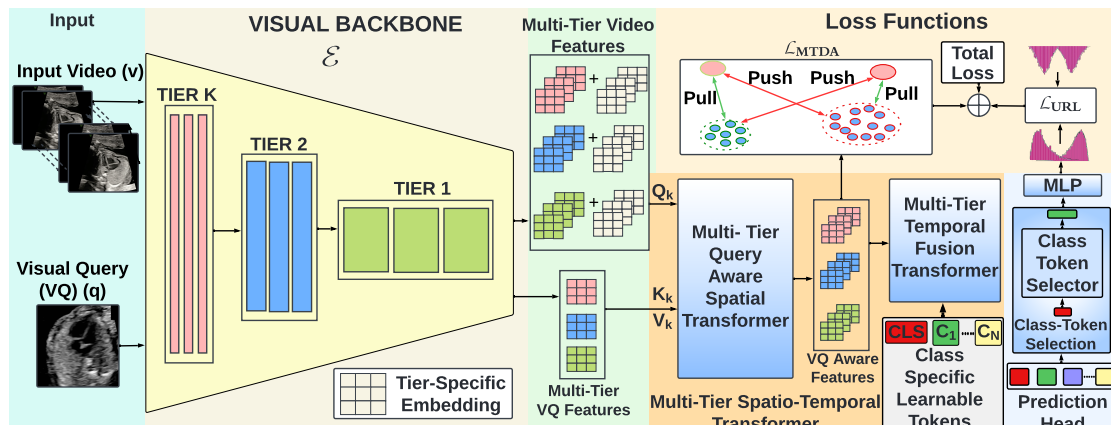 Input
VISUAL BACKBONE
ℰ
Multi-Tier Video
Features
Loss Functions
Input Video (v)
TIER K
TIER 2
TIER 1
Visual Query
(VQ) (q)
Tier-Specific
Embedding
+
+
+
Multi-Tier
VQ Features
ℒMTDA
Push
Push
Pull
Pull
Total
Loss
ℒURL
Qk
Kk
Vk
Multi- Tier
Query
Aware
Spatial
Transformer
VQ Aware
Features
Multi-Tier
Temporal
Fusion
Transformer
CLS
C1
CN
Class
Specific
Learnable
Tokens
Multi-Tier Spatio-Temporal
Transformer
MLP
Class
Token
Selector
Class-Token
Selection
Prediction
Head